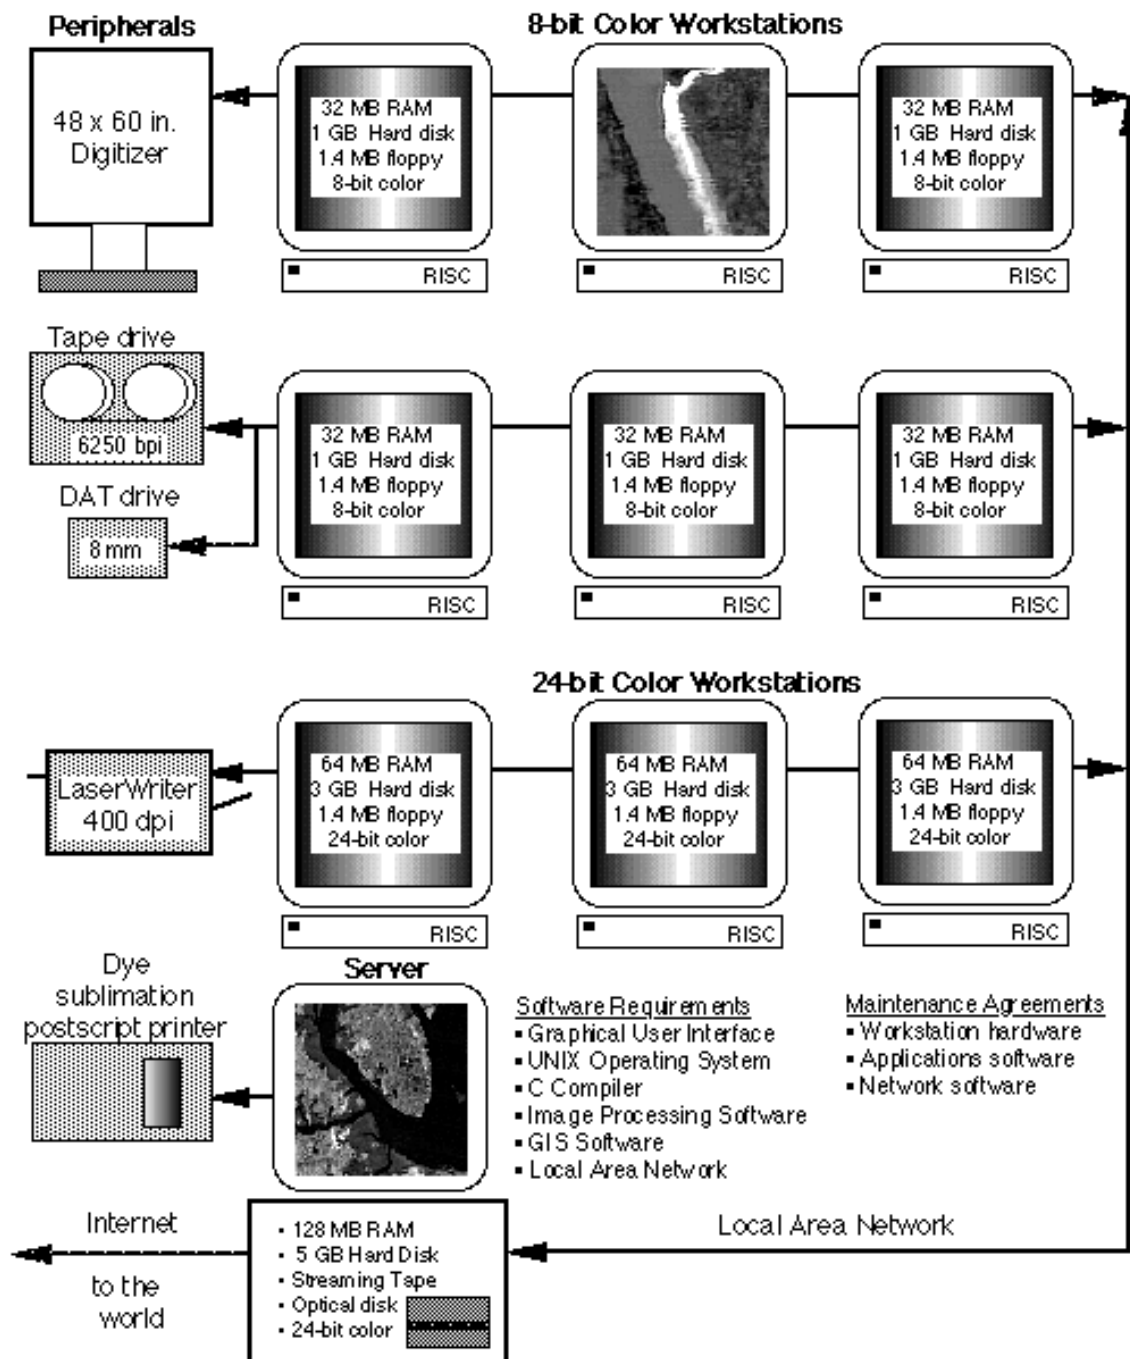 Peripherals
8-bit Color Workstations
48 x 60 in.
Digitizer
32 MB RAM
1 GB Hard disk
1.4 MB floppy
8-bit color
RISC
RISC
32 MB RAM
1 GB Hard disk
1.4 MB floppy
8-bit color
RISC
Tape drive
6250 bpi
DAT drive
8 mm
32 MB RAM
1 GB Hard disk
1.4 MB floppy
8-bit color
RISC
32 MB RAM
1 GB Hard disk
1.4 MB floppy
8-bit color
RISC
32 MB RAM
1 GB Hard disk
1.4 MB floppy
8-bit color
RISC
24-bit Color Workstations
LaserWriter
400 dpi
64 MB RAM
3 GB Hard disk
1.4 MB floppy
24-bit color
RISC
64 MB RAM
3 GB Hard disk
1.4 MB floppy
24-bit color
RISC
64 MB RAM
3 GB Hard disk
1.4 MB floppy
24-bit color
RISC
Dye
sublimation
postscript printer
Server
Software Requirements
▪ Graphical User Interface
▪ UNIX Operating System
▪ C Compiler
▪ Image Processing Software
▪ GIS Software
▪ Local Area Network
Maintenance Agreements
▪ Workstation hardware
▪ Applications software
▪ Network software
Internet
to the
world
• 128 MB RAM
• 5 GB Hard Disk
• Streaming Tape
• Optical disk
• 24-bit color
Local Area Network